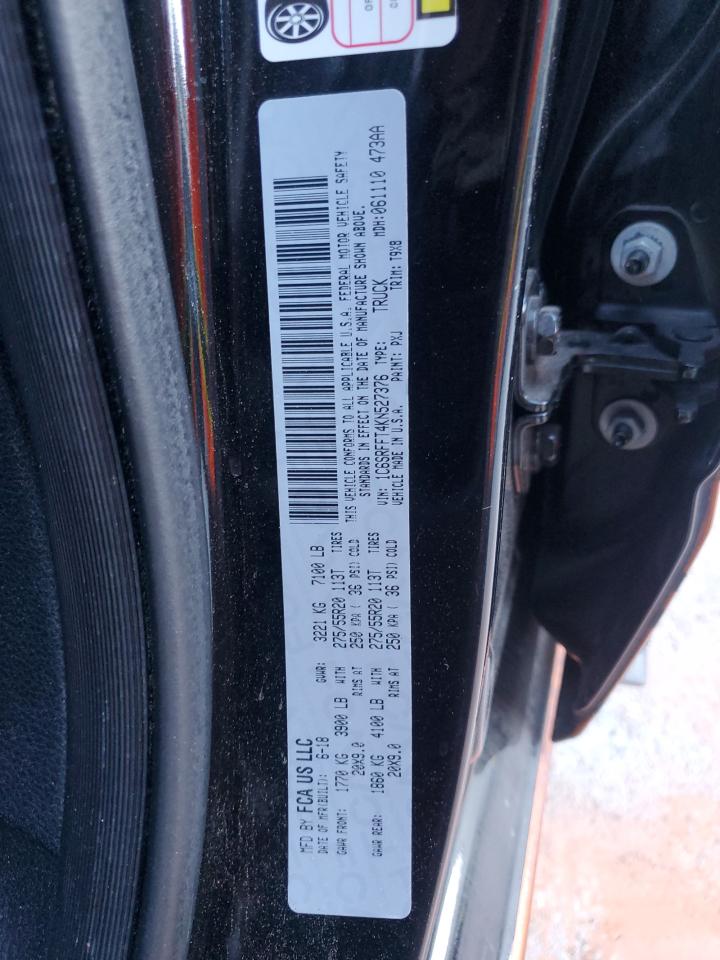 MFD BY FCA US LLC
DATE OF MFR(BUILT): 6-18 GVWR: 3221 KG 7100 LB
GAWR FRONT: 1770 KG 3900 LB WITH 275/55R20 113T TIRES
20X9.0 RIMS AT 250 KPA ( 36 PSI) COLD
GAWR REAR: 1860 KG 4100 LB WITH 275/55R20 113T TIRES
20X9.0 RIMS AT 250 KPA ( 36 PSI) COLD
THIS VEHICLE CONFORMS TO ALL APPLICABLE U.S.A. FEDERAL MOTOR VEHICLE SAFETY
STANDARDS IN EFFECT ON THE DATE OF MANUFACTURE SHOWN ABOVE.
VIN: 1C6SRFFT4KN527376 TYPE: TRUCK MDH:061110 473AA
VEHICLE MADE IN U.S.A. PAINT: PXJ TRIM: T9X8